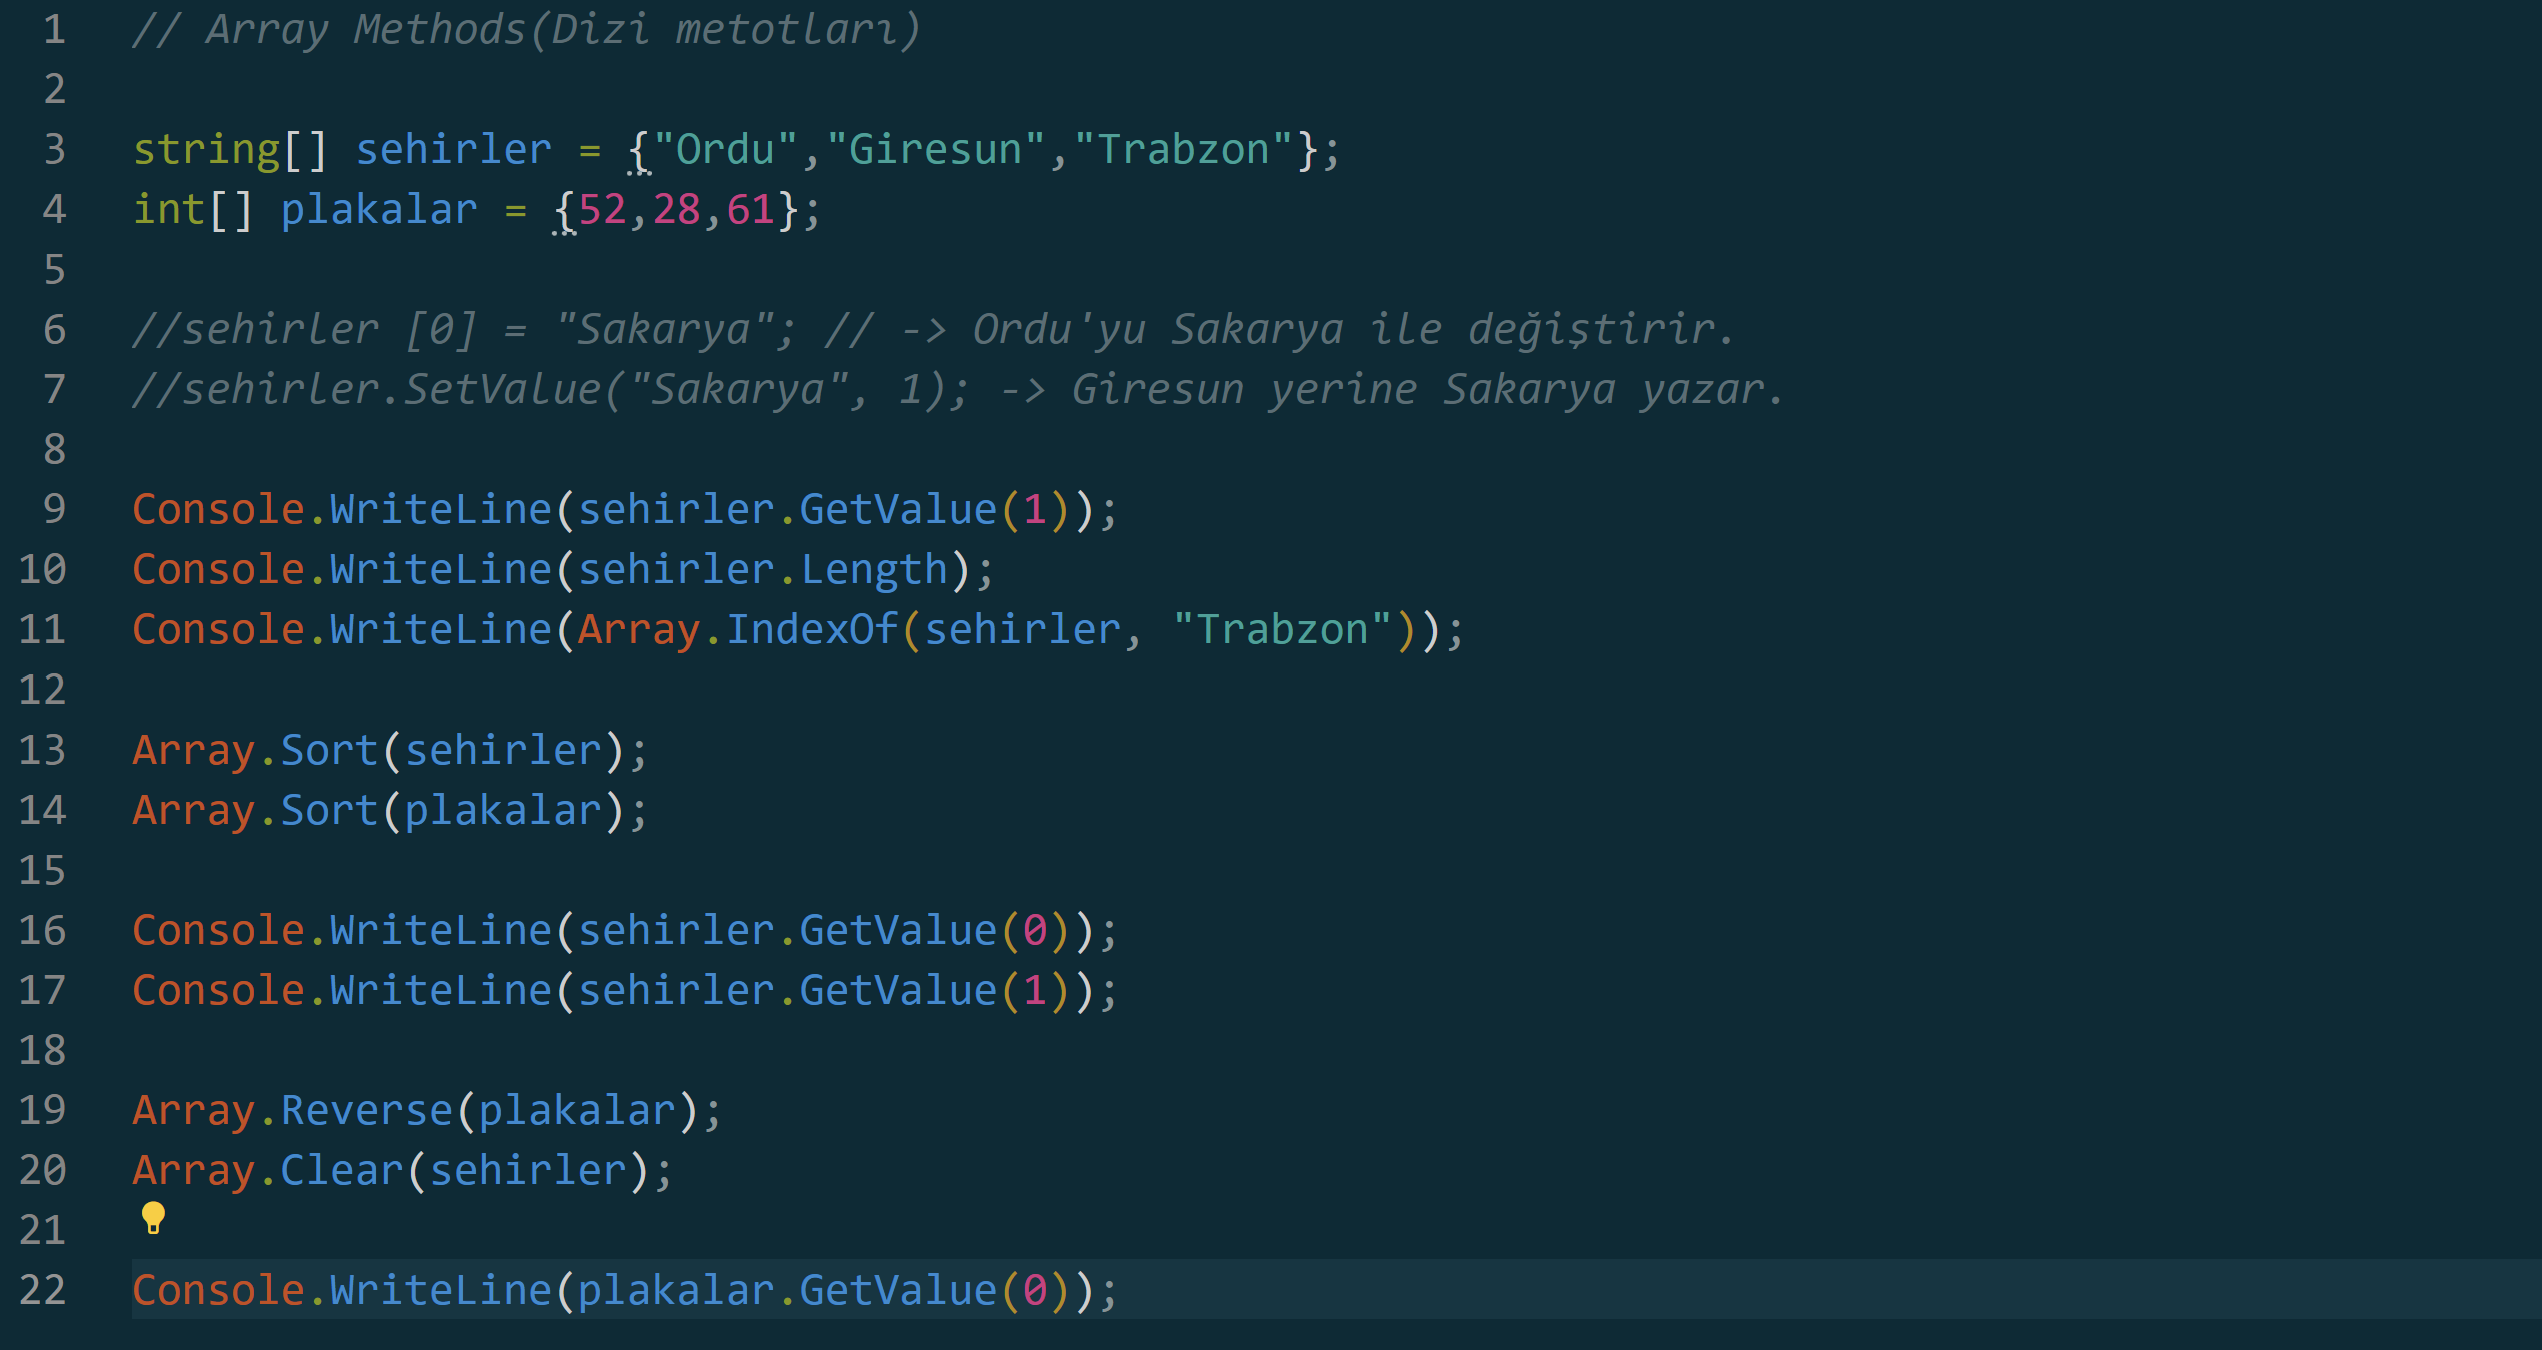 1 // Array Methods(Dizi metotları)
2
3 string[] sehirler = {"Ordu","Giresun","Trabzon"};
4 int[] plakalar = {52,28,61};
5
6 //sehirler [0] = "Sakarya"; // -> Ordu'yu Sakarya ile değiştirir.
7 //sehirler.SetValue("Sakarya", 1); -> Giresun yerine Sakarya yazar.
8
9 Console.WriteLine(sehirler.GetValue(1));
10 Console.WriteLine(sehirler.Length);
11 Console.WriteLine(Array.IndexOf(sehirler, "Trabzon"));
12
13 Array.Sort(sehirler);
14 Array.Sort(plakalar);
15
16 Console.WriteLine(sehirler.GetValue(0));
17 Console.WriteLine(sehirler.GetValue(1));
18
19 Array.Reverse(plakalar);
20 Array.Clear(sehirler);
21
22 Console.WriteLine(plakalar.GetValue(0));